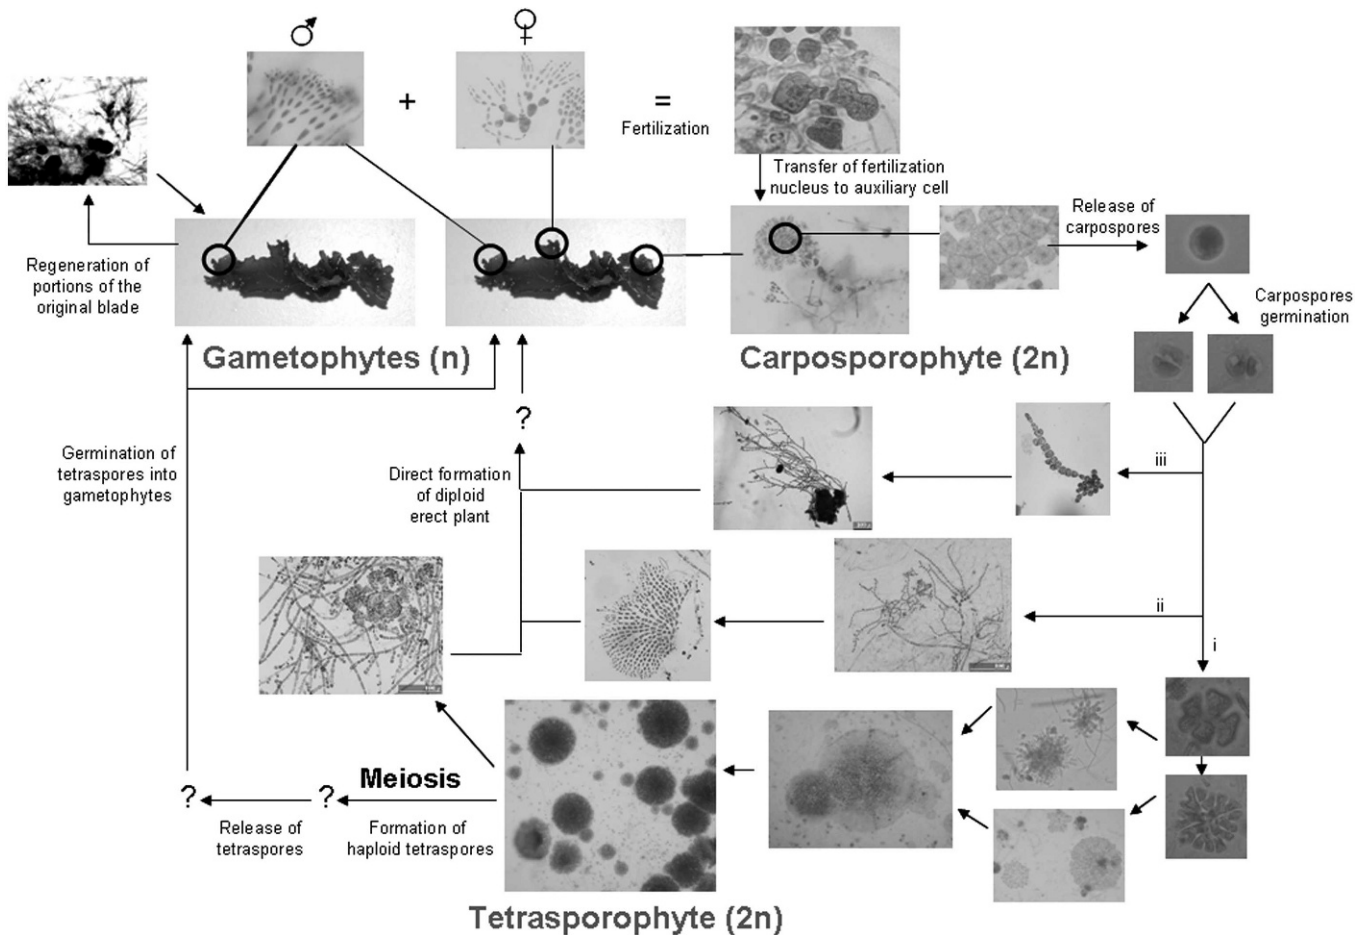 ♂
♀
+
=
Fertilization
Transfer of fertilization
nucleus to auxiliary cell
Release of
carpospores
Regeneration of
portions of the
original blade
Carpospores
germination
Gametophytes (n)
Carposporophyte (2n)
?
Germination of
tetraspores into
gametophytes
Direct formation
of diploid
erect plant
iii
ii
i
Meiosis
?
?
Release of
tetraspores
Formation of
haploid tetraspores
Tetrasporophyte (2n)